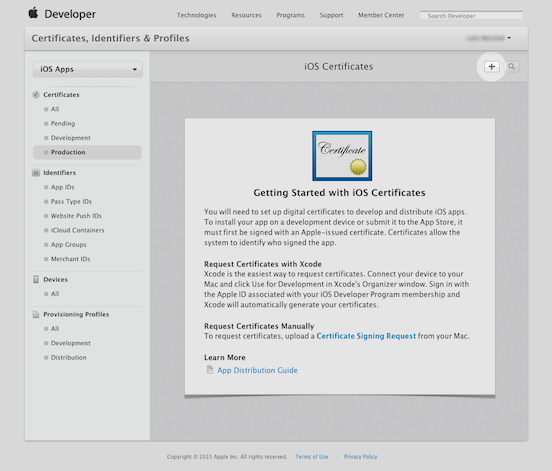 Developer
Technologies Resources Programs Support Member Center Search Developer
Certificates, Identifiers & Profiles
iOS Apps
iOS Certificates
Certificates
All
Pending
Development
Production
Identifiers
App IDs
Pass Type IDs
Website Push IDs
iCloud Containers
App Groups
Merchant IDs
Devices
All
Provisioning Profiles
All
Development
Distribution
Certificate
Getting Started with iOS Certificates
You will need to set up digital certificates to develop and distribute iOS apps.
To install your app on a development device or submit it to the App Store, it
must first be signed with an Apple-issued certificate. Certificates allow the
system to identify who signed the app.
Request Certificates with Xcode
Xcode is the easiest way to request certificates. Connect your device to your
Mac and click Use for Development in Xcode's Organizer window. Sign in with
the Apple ID associated with your iOS Developer Program membership and
Xcode will automatically generate your certificates.
Request Certificates Manually
To request certificates, upload a Certificate Signing Request from your Mac.
Learn More
App Distribution Guide
Copyright © 2015 Apple Inc. All rights reserved. Terms of Use Privacy Policy